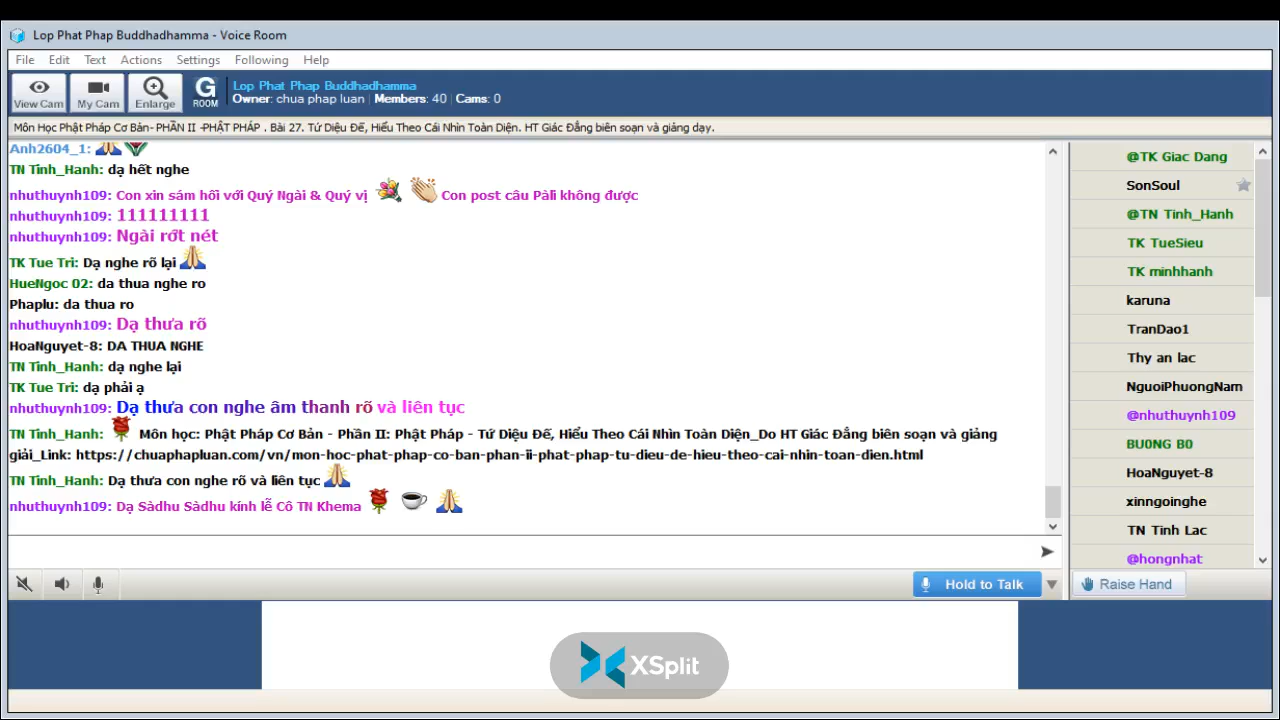 Lop Phat Phap Buddhadhamma - Voice Room
File Edit Text Actions Settings Following Help
View Cam My Cam Enlarge G ROOM
Lop Phat Phap Buddhadhamma
Owner: chua phap luan | Members: 40 | Cams: 0
Môn Học Phật Pháp Cơ Bản- PHẦN II -PHẬT PHÁP . Bài 27. Tứ Diệu Đế, Hiểu Theo Cái Nhìn Toàn Diện. HT Giác Đẳng biên soạn và giảng dạy.
Anh2604_1:
TN Tinh_Hanh: dạ hết nghe
nhuthuynh109: Con xin sám hối với Quý Ngài & Quý vị Con post câu Pàli không được
nhuthuynh109: 111111111
nhuthuynh109: Ngài rớt nét
TK Tue Tri: Dạ nghe rõ lại
HueNgoc 02: da thua nghe ro
Phaplu: da thua ro
nhuthuynh109: Dạ thưa rõ
HoaNguyet-8: DA THUA NGHE
TN Tinh_Hanh: dạ nghe lại
TK Tue Tri: dạ phải ạ
nhuthuynh109: Dạ thưa con nghe âm thanh rõ và liên tục
TN Tinh_Hanh: Môn học: Phật Pháp Cơ Bản - Phần II: Phật Pháp - Tứ Diệu Đế, Hiểu Theo Cái Nhìn Toàn Diện_Do HT Giác Đẳng biên soạn và giảng
giải_Link: https://chuaphapluan.com/vn/mon-hoc-phat-phap-co-ban-phan-ii-phat-phap-tu-dieu-de-hieu-theo-cai-nhin-toan-dien.html
TN Tinh_Hanh: Dạ thưa con nghe rõ và liên tục
nhuthuynh109: Dạ Sàdhu Sàdhu kính lễ Cô TN Khema
@TK Giac Dang
SonSoul
@TN Tinh_Hanh
TK TueSieu
TK minhhanh
karuna
TranDao1
Thy an lac
NguoiPhuongNam
@nhuthuynh109
BU0NG B0
HoaNguyet-8
xinngoinghe
TN Tinh Lac
@hongnhat
Hold to Talk
Raise Hand
XSplit